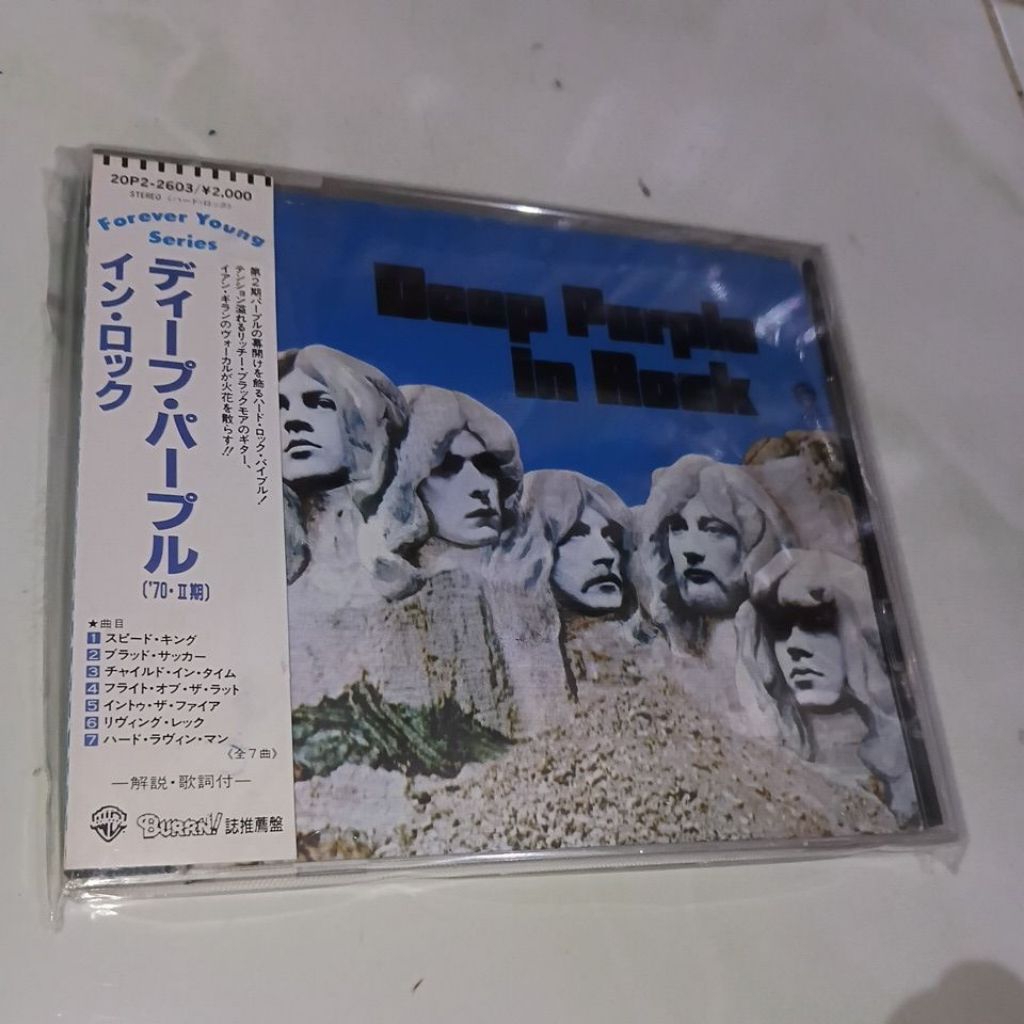 20P2-2603/¥2,000
STEREO (ハード・ロック)
Forever Young
Series
ディープ・パープル
イン・ロック
('70・II期)
第2期パープルの幕開けを飾るハード・ロック・バイブル!
テンション溢れるリッチー・ブラックモアのギター、
イアン・ギランのヴォーカルが火花を散らす!!
★曲目
1 スピード・キング
2 ブラッド・サッカー
3 チャイルド・イン・タイム
4 フライト・オブ・ザ・ラット
5 イントゥ・ザ・ファイア
6 リヴィング・レック
7 ハード・ラヴィン・マン
《全7曲》
—解説・歌詞付—
BURRN! 誌推薦盤
Deep Purple
in Rock